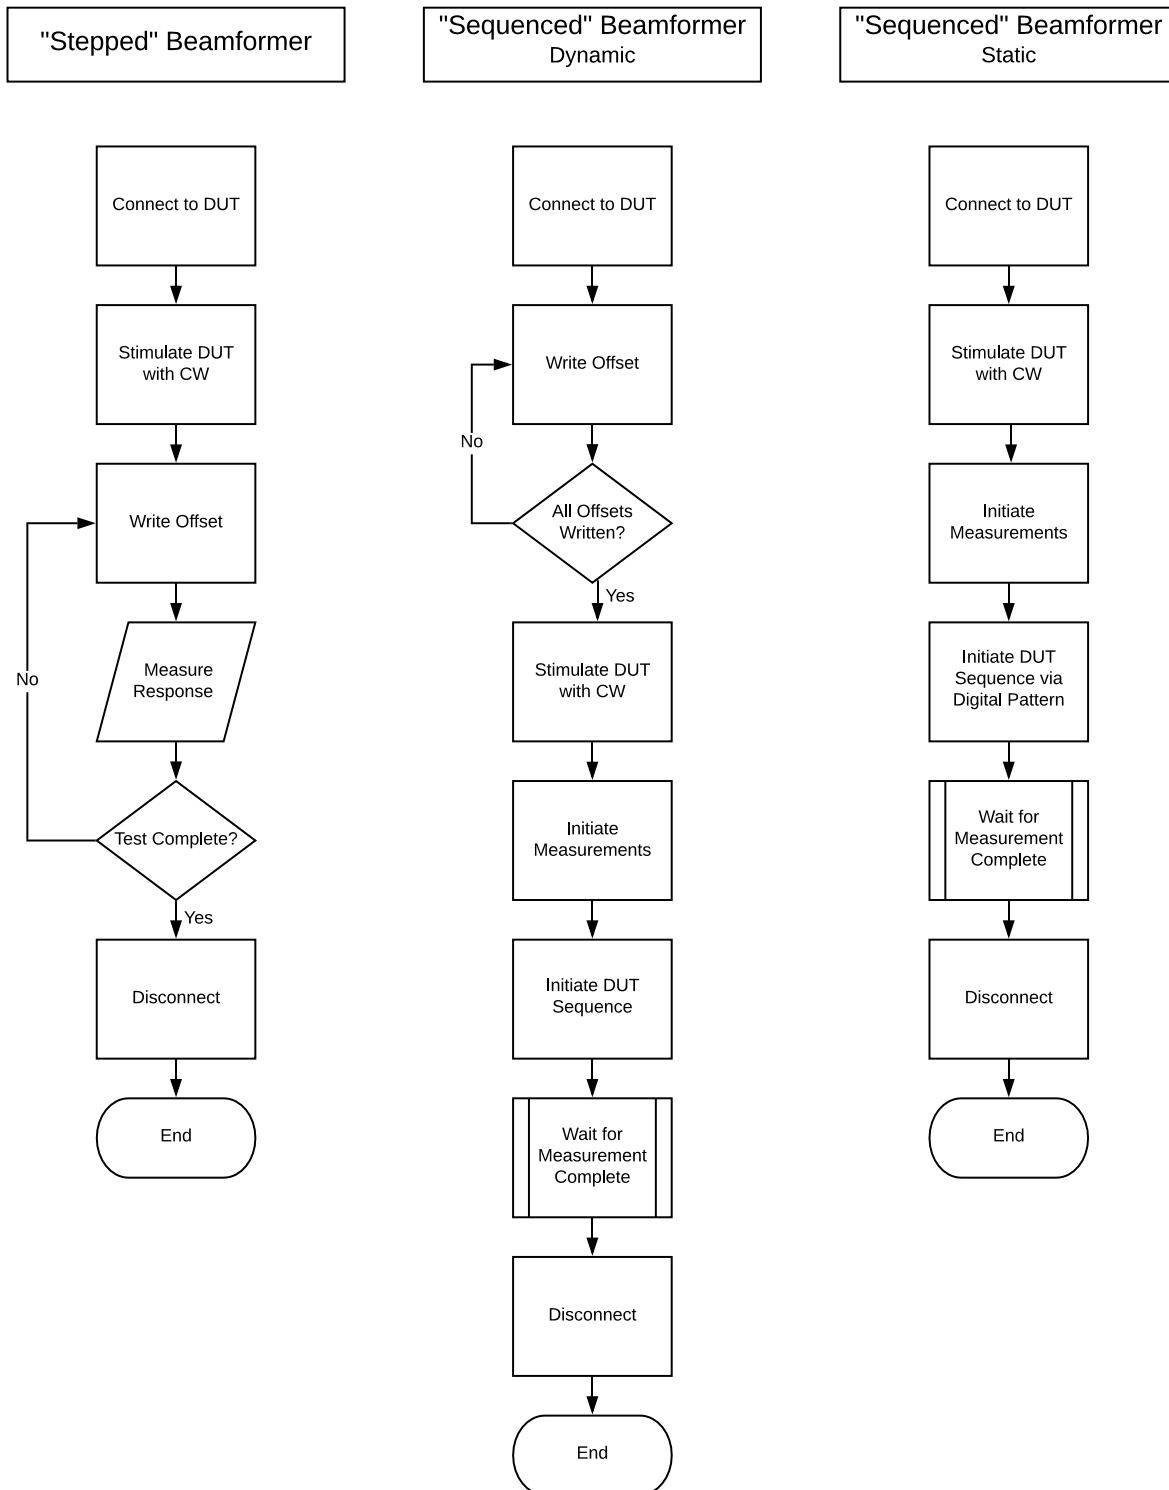 "Stepped" Beamformer
Connect to DUT
Stimulate DUT
with CW
Write Offset
No
Measure
Response
Test Complete?
Yes
Disconnect
End
"Sequenced" Beamformer
Dynamic
Connect to DUT
Write Offset
No
All Offsets
Written?
Yes
Stimulate DUT
with CW
Initiate
Measurements
Initiate DUT
Sequence
Wait for
Measurement
Complete
Disconnect
End
"Sequenced" Beamformer
Static
Connect to DUT
Stimulate DUT
with CW
Initiate
Measurements
Initiate DUT
Sequence via
Digital Pattern
Wait for
Measurement
Complete
Disconnect
End